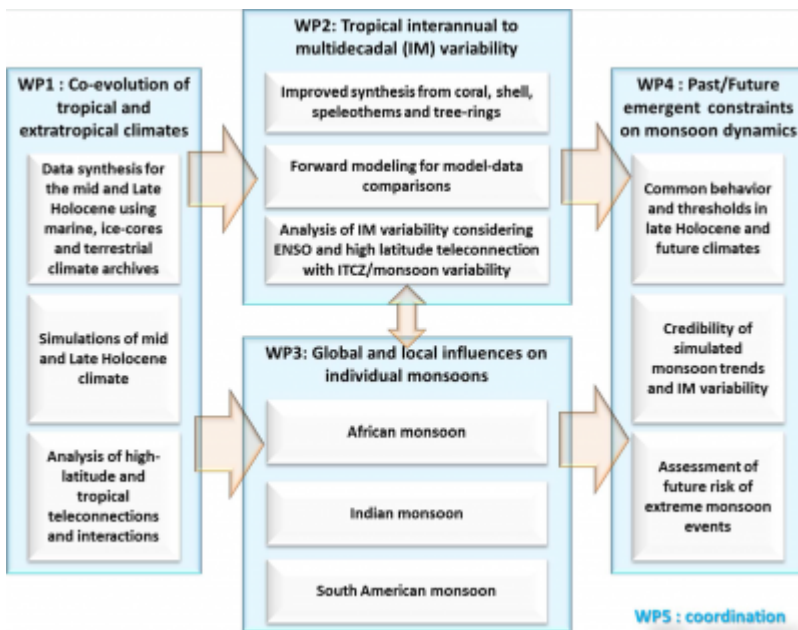 WP1 : Co-evolution of
tropical and
extratropical climates
Data synthesis for
the mid and Late
Holocene using
marine, ice-cores
and terrestrial
climate archives
Simulations of mid
and Late Holocene
climate
Analysis of high-
latitude and
tropical
teleconnections
and interactions
WP2: Tropical interannual to
multidecadal (IM) variability
Improved synthesis from coral, shell,
speleothems and tree-rings
Forward modeling for model-data
comparisons
Analysis of IM variability considering
ENSO and high latitude teleconnection
with ITCZ/monsoon variability
WP3: Global and local influences on
individual monsoons
African monsoon
Indian monsoon
South American monsoon
WP4 : Past/Future
emergent constraints
on monsoon dynamics
Common behavior
and thresholds in
late Holocene and
future climates
Credibility of
simulated
monsoon trends
and IM variability
Assessment of
future risk of
extreme monsoon
events
WP5 : coordination